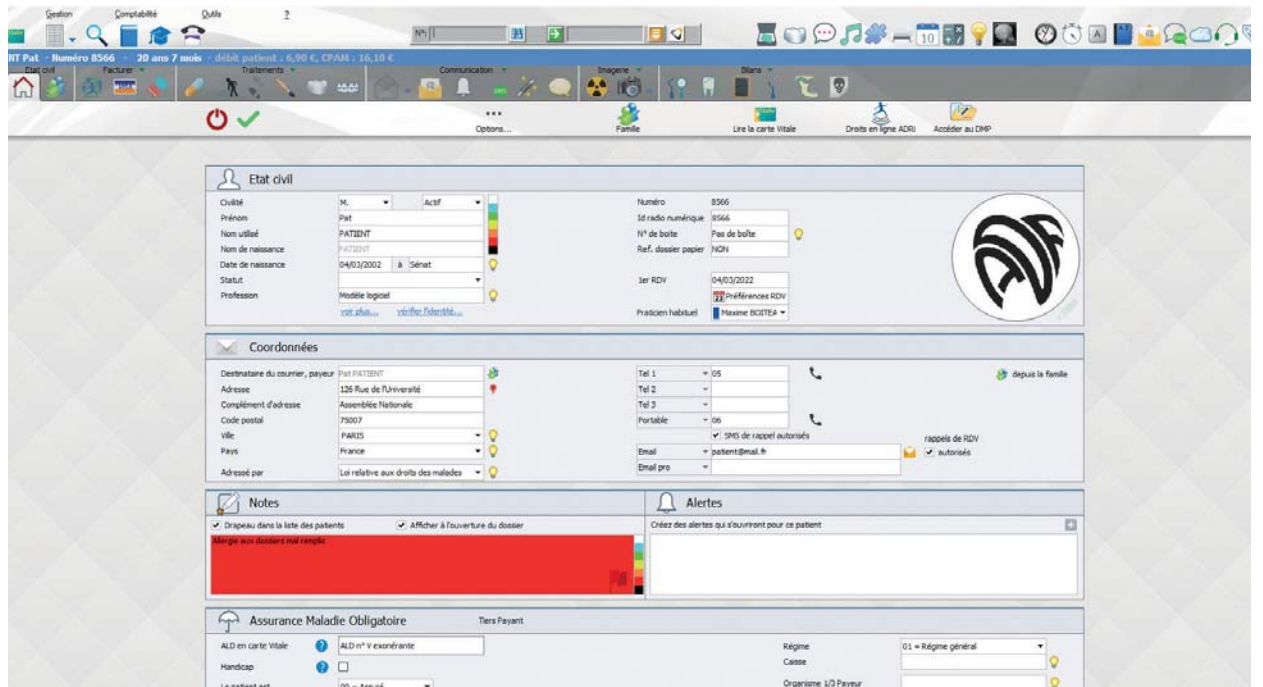 Gestion Comptabilité Outils ?
N°:
10
A
NT Pat - Numéro 8566 - 20 ans 7 mois - débit patient : 6,90 €, CPAM : 16,10 €
Etat civil Facturer Traitements Communication Imagerie Bilans
Options... Famille Lire la carte Vitale Droits en ligne ADRi Accéder au DMP
Etat civil
Civilité M. Actif Numéro 8566
Prénom Pat Id radio numérique 8566
Nom utilisé PATIENT N° de boite Pas de boîte
Nom de naissance PATIENT Ref. dossier papier NON
Date de naissance 04/03/2002 à Sénat
Statut 1er RDV 04/03/2022
Profession Modèle logiciel Préférences RDV
voir plus... vérifier l'identité... Praticien habituel Maxime BOITEA
Coordonnées
Destinataire du courrier, payeur Pat PATIENT Tel 1 05 depuis la famille
Adresse 126 Rue de l'Université Tel 2
Complément d'adresse Assemblée Nationale Tel 3
Code postal 75007 Portable 06
Ville PARIS SMS de rappel autorisés rappels de RDV
Pays France Email patient@mail.fr autorisés
Adressé par Loi relative aux droits des malades Email pro
Notes Alertes
Drapeau dans la liste des patients Afficher à l'ouverture du dossier Créez des alertes qui s'ouvriront pour ce patient
Allergie aux dossiers mal remplis
Assurance Maladie Obligatoire Tiers Payant
ALD en carte Vitale ALD n° V exonérante Régime 01 = Régime général
Handicap Caisse
Le patient est 00 = Assuré Organisme 1/3 Payeur